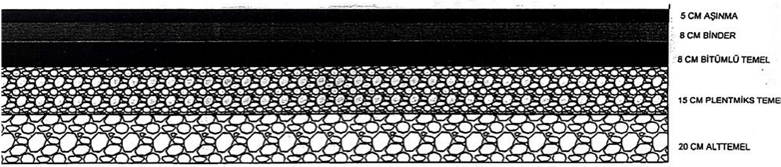 5 CM AŞINMA
8 CM BİNDER
8 CM BİTÜMLÜ TEMEL
15 CM PLENTMİKS TEME
20 CM ALTTEMEL